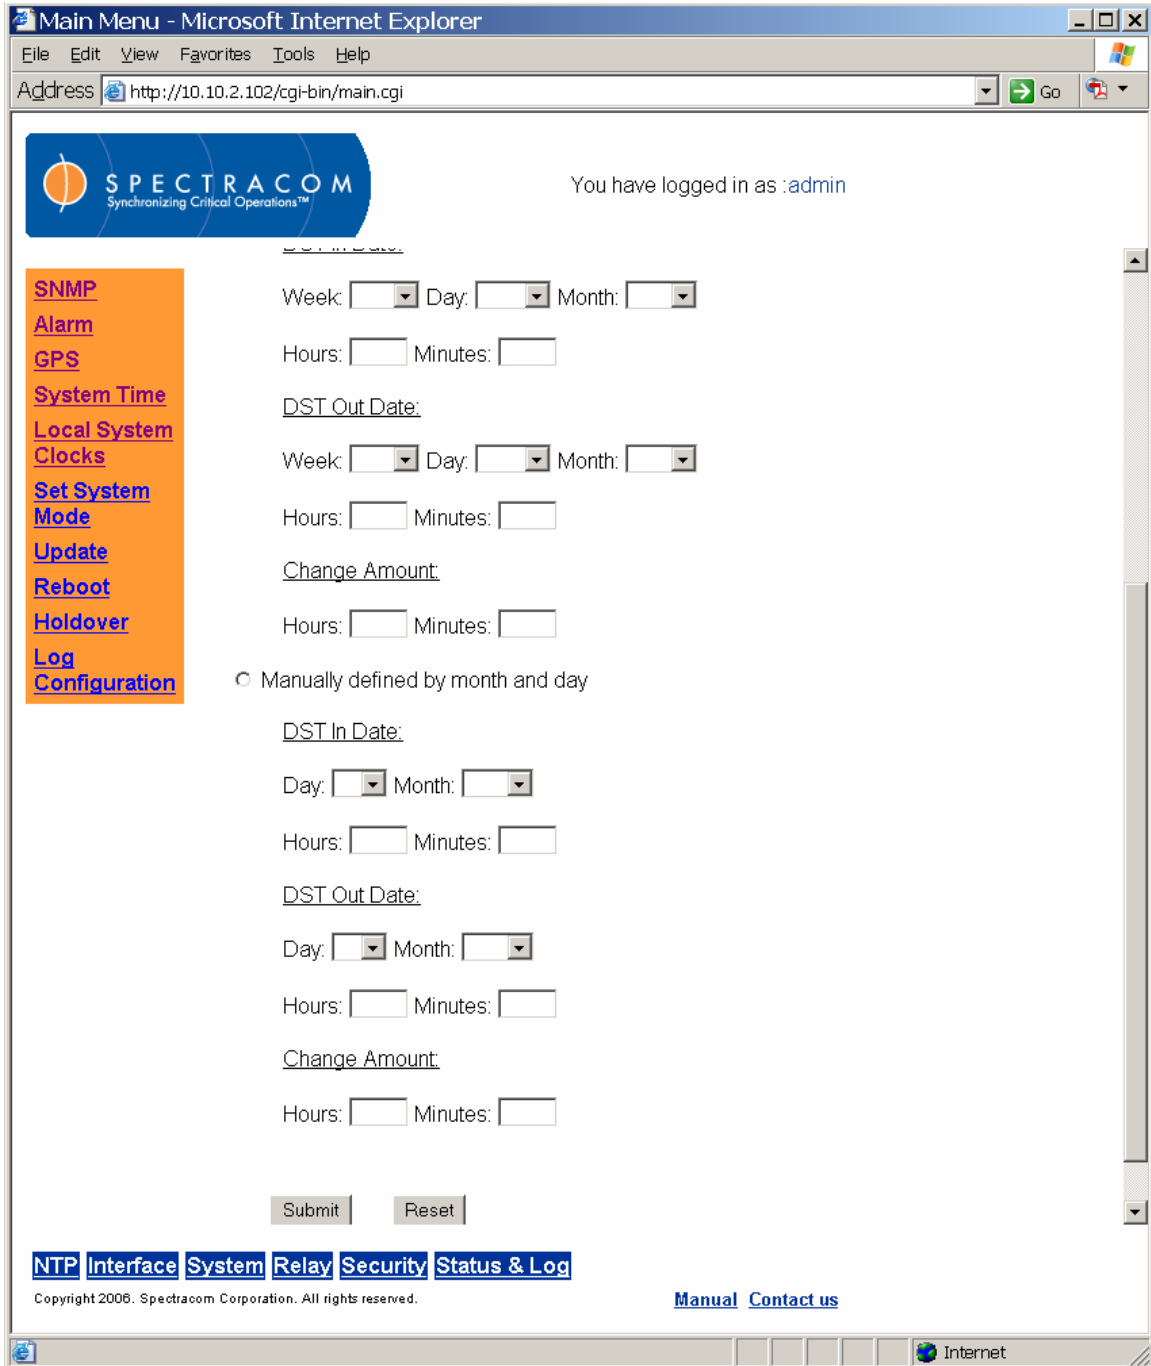 Main Menu - Microsoft Internet Explorer
File Edit View Favorites Tools Help
Address http://10.10.2.102/cgi-bin/main.cgi Go
SPECTRACOM
Synchronizing Critical Operations™
You have logged in as :admin
DST In Date:
SNMP
Alarm
GPS
System Time
Local System
Clocks
Set System
Mode
Update
Reboot
Holdover
Log
Configuration
Week: Day: Month:
Hours: Minutes:
DST Out Date:
Week: Day: Month:
Hours: Minutes:
Change Amount:
Hours: Minutes:
Manually defined by month and day
DST In Date:
Day: Month:
Hours: Minutes:
DST Out Date:
Day: Month:
Hours: Minutes:
Change Amount:
Hours: Minutes:
Submit Reset
NTP Interface System Relay Security Status & Log
Copyright 2006. Spectracom Corporation. All rights reserved.
Manual Contact us
Internet